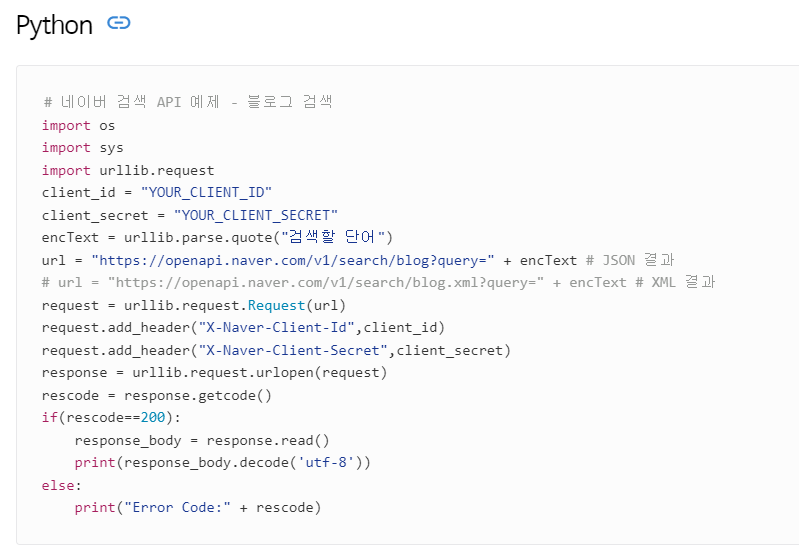 Python
# 네이버 검색 API 예제 - 블로그 검색
import os
import sys
import urllib.request
client_id = "YOUR_CLIENT_ID"
client_secret = "YOUR_CLIENT_SECRET"
encText = urllib.parse.quote("검색할 단어")
url = "https://openapi.naver.com/v1/search/blog?query=" + encText # JSON 결과
# url = "https://openapi.naver.com/v1/search/blog.xml?query=" + encText # XML 결과
request = urllib.request.Request(url)
request.add_header("X-Naver-Client-Id",client_id)
request.add_header("X-Naver-Client-Secret",client_secret)
response = urllib.request.urlopen(request)
rescode = response.getcode()
if(rescode==200):
    response_body = response.read()
    print(response_body.decode('utf-8'))
else:
    print("Error Code:" + rescode)